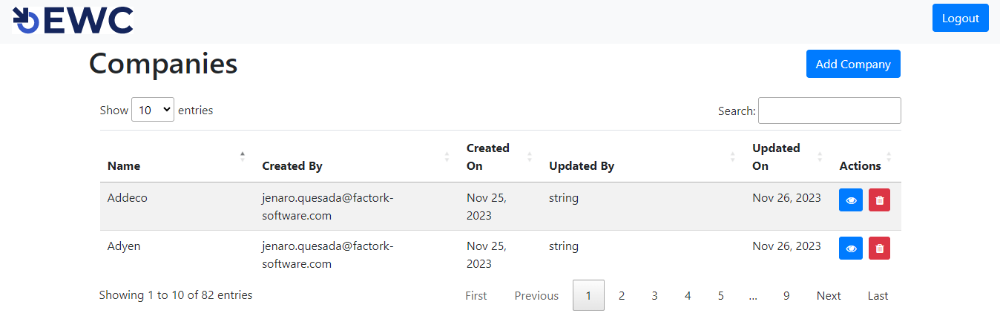 EWC
Logout
Companies
Add Company
Show 10 entries
Search:
Name Created By Created On Updated By Updated On Actions
Addeco jenaro.quesada@factork- Nov 25, string Nov 26, 2023
software.com 2023
Adyen jenaro.quesada@factork- Nov 25, string Nov 26, 2023
software.com 2023
Showing 1 to 10 of 82 entries
First Previous 1 2 3 4 5 ... 9 Next Last